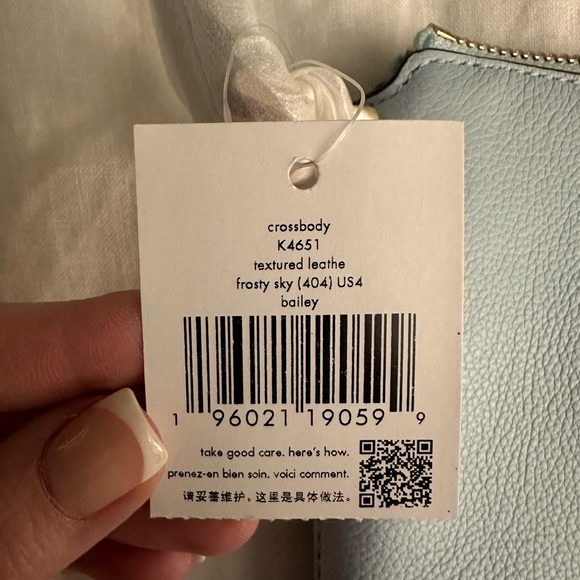 crossbody
K4651
textured leathe
frosty sky (404) US4
bailey
1 96021 19059 9
take good care. here's how.
prenez-en bien soin. voici comment.
请妥善维护。这里是具体做法。